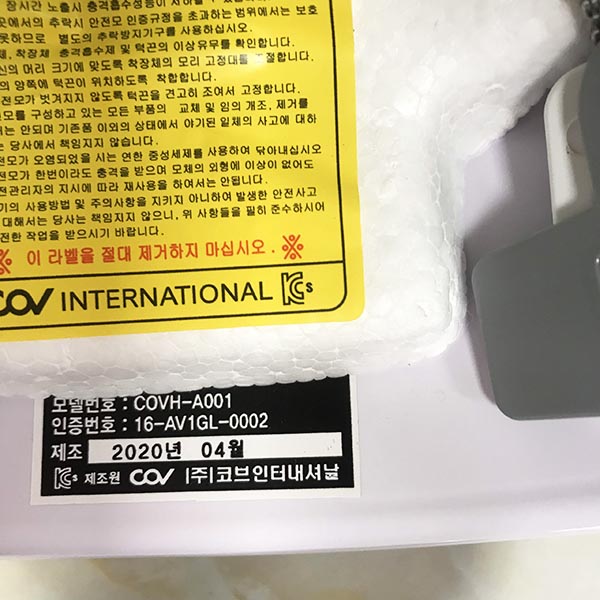 장시간 노출시 충격흡수성능이 저하될 수
곳에서의 추락시 안전모 인증규정을 초과하는 범위에서는 보호
못하므로 별도의 추락방지기구를 사용하십시오.
제, 착장체 충격흡수제 및 턱끈의 이상유무를 확인합니다.
신의 머리 크기에 맞도록 착장체의 모리 고정대를 조절합니다.
의 양쪽에 턱끈이 위치하도록 착합합니다.
전모가 벗겨지지 않도록 턱끈을 견고히 조여서 고정합니다.
모를 구성하고 있는 모든 부품의 교체 및 임의 개조, 제거를
서는 안되며 기존품 이외의 상태에서 야기된 일체의 사고에 대하
는 당사에서 책임지지 않습니다.
전모가 오염되었을 시는 연한 중성세제를 사용하여 닦아내십시오
전모가 한번이라도 충격을 받으며 모체의 외형에 이상이 없어도
전관리자의 지시에 따라 재사용을 하여서는 안됩니다.
기의 사용방법 및 주의사항을 지키지 아니하여 발생한 안전사고
대해서는 당사는 책임지지 않으니, 위 사항들을 필히 준수하시어
전한 작업을 받으시기 바랍니다.
※ 이 라벨을 절대 제거하지 마십시오. ※
COV INTERNATIONAL KCs
모델번호 : COVH-A001
인증번호 : 16-AV1GL-0002
제조 2020년 04월
KCs 제조원 COV (주)코브인터내셔날